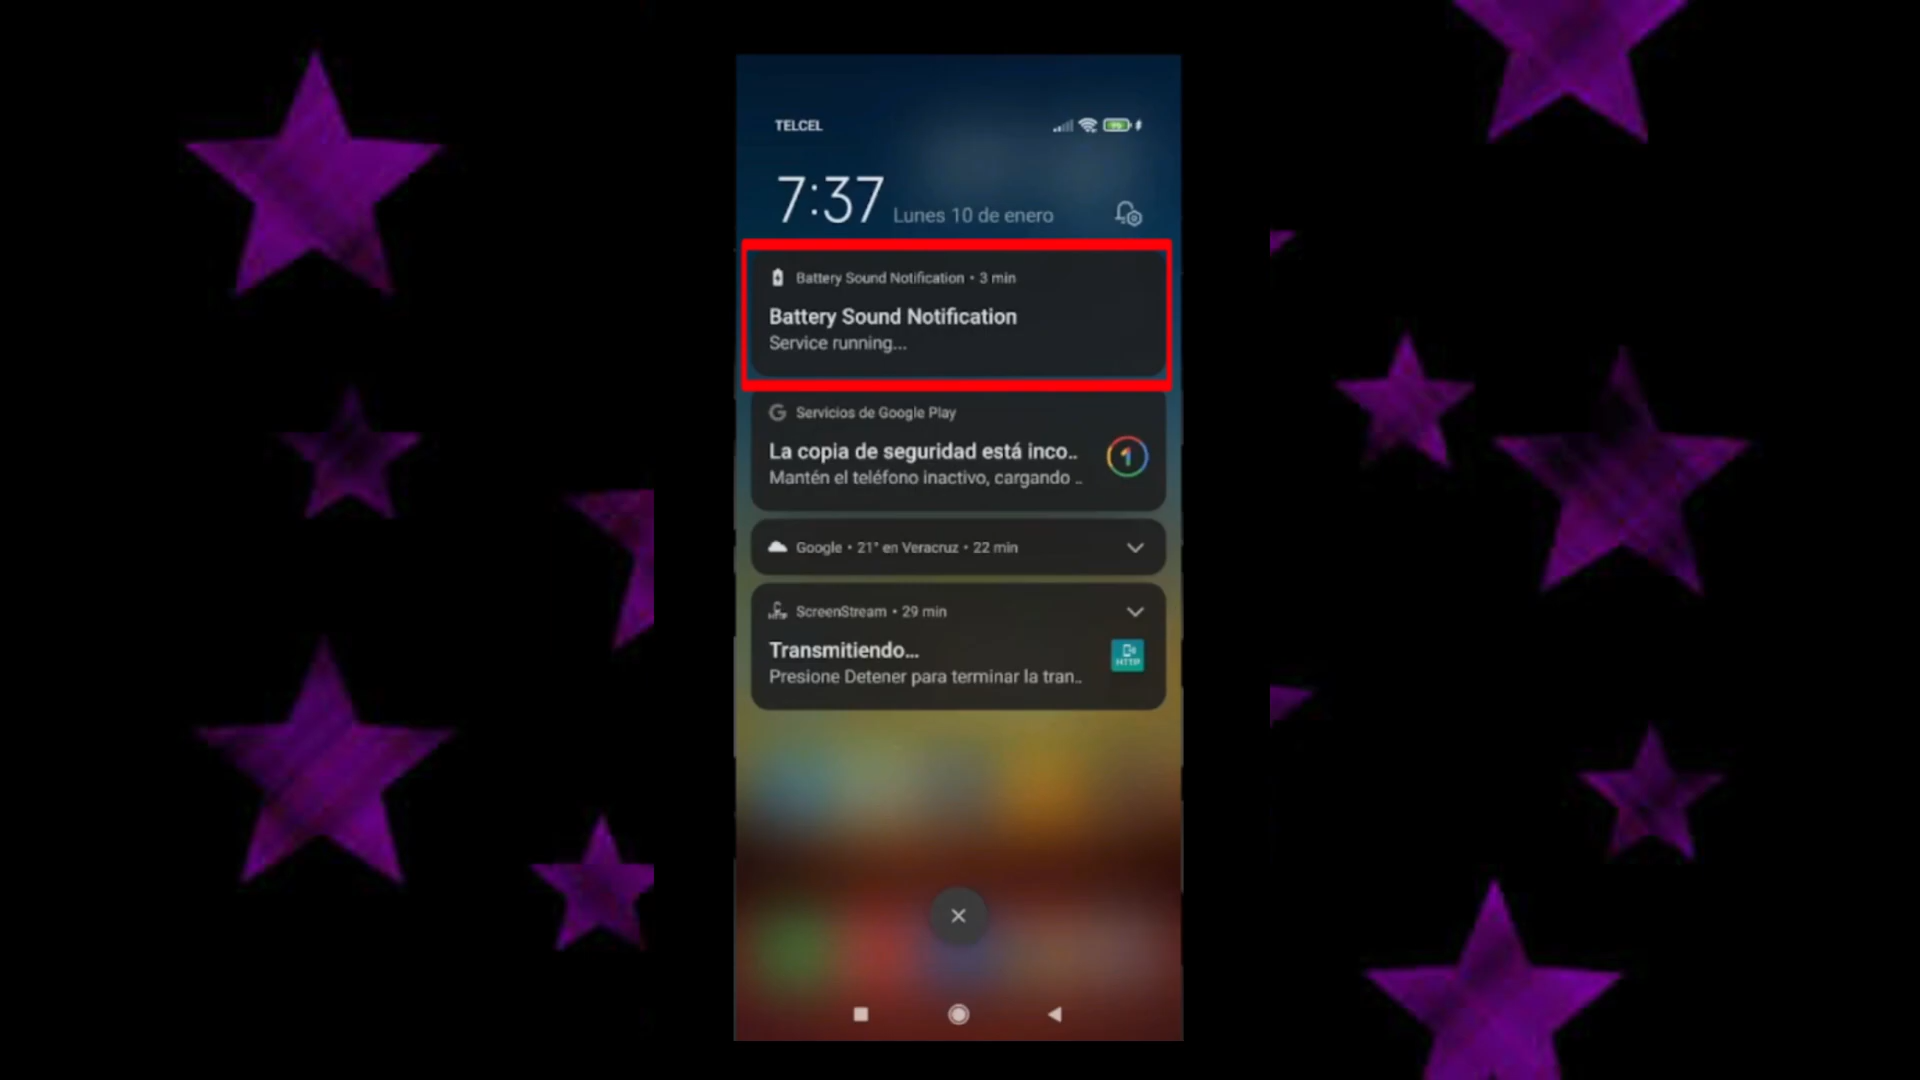 TELCEL
7:37 Lunes 10 de enero
Battery Sound Notification • 3 min
Battery Sound Notification
Service running...
Servicios de Google Play
La copia de seguridad está inco..
Mantén el teléfono inactivo, cargando ..
1
Google • 21° en Veracruz • 22 min
ScreenStream • 29 min
Transmitiendo...
HTTP
Presione Detener para terminar la tran..